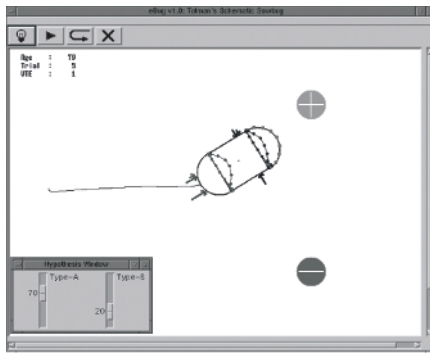 eBug v1.0: Tolman's Schematic Sowbug
Age : 70
Trial : 5
VTE : 1
Hypothesis Window
Type-A Type-B
70
20